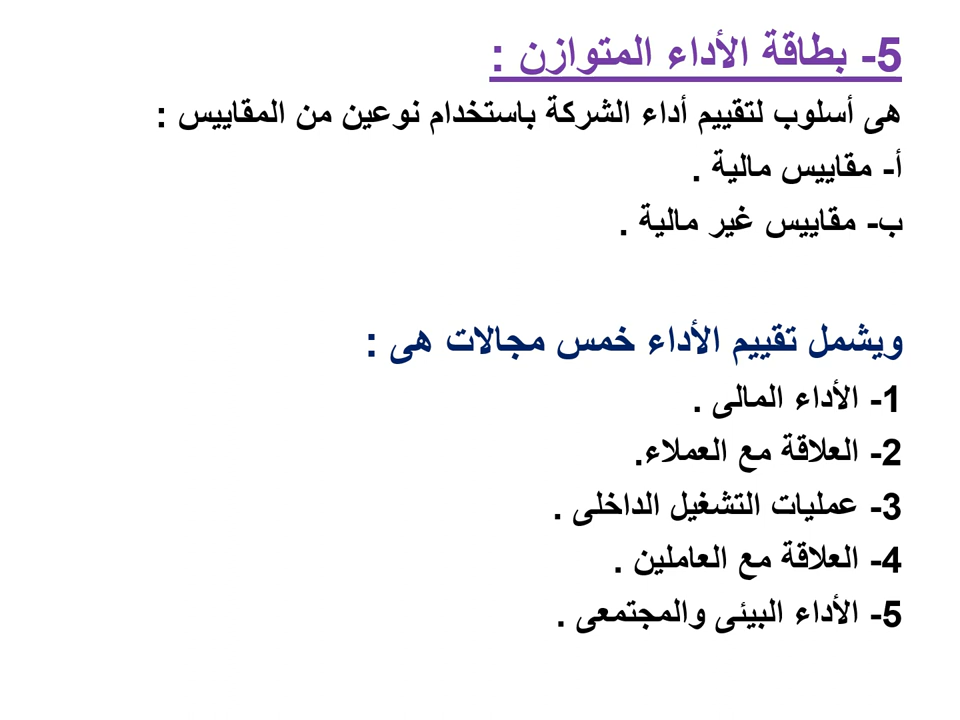 5- بطاقة الأداء المتوازن :
هى أسلوب لتقييم أداء الشركة باستخدام نوعين من المقاييس :
أ- مقاييس مالية .
ب- مقاييس غير مالية .
ويشمل تقييم الأداء خمس مجالات هى :
1- الأداء المالى .
2- العلاقة مع العملاء.
3- عمليات التشغيل الداخلى .
4- العلاقة مع العاملين .
5- الأداء البيئى والمجتمعى .